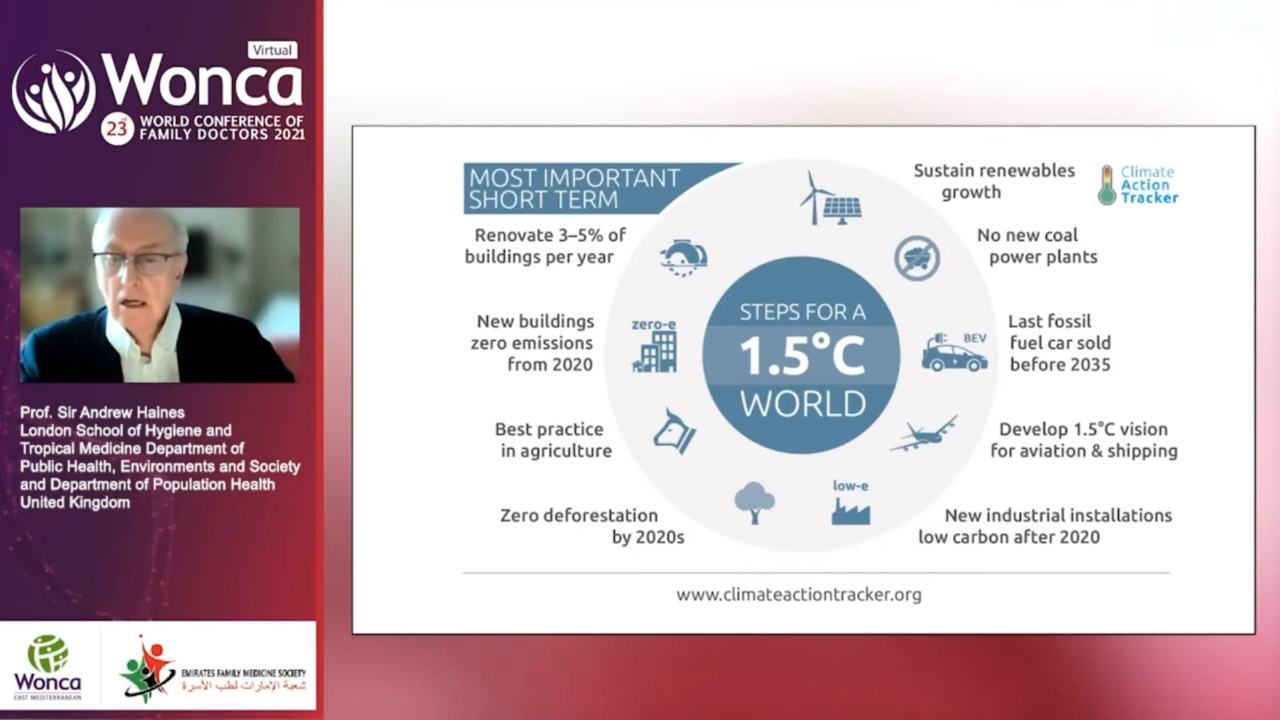 Virtual
Wonca
23rd
WORLD CONFERENCE OF
FAMILY DOCTORS 2021
Prof. Sir Andrew Haines
London School of Hygiene and
Tropical Medicine Department of
Public Health, Environments and Society
and Department of Population Health
United Kingdom
Wonca
EAST MEDITERRANEAN
EMIRATES FAMILY MEDICINE SOCIETY
شعبة الإمارات لطب الأسرة
MOST IMPORTANT
SHORT TERM
Sustain renewables
growth
Climate
Action
Tracker
Renovate 3–5% of
buildings per year
No new coal
power plants
New buildings
zero emissions
from 2020
zero-e
STEPS FOR A
1.5°C
WORLD
BEV
Last fossil
fuel car sold
before 2035
Best practice
in agriculture
Develop 1.5°C vision
for aviation & shipping
Zero deforestation
by 2020s
low-e
New industrial installations
low carbon after 2020
www.climateactiontracker.org